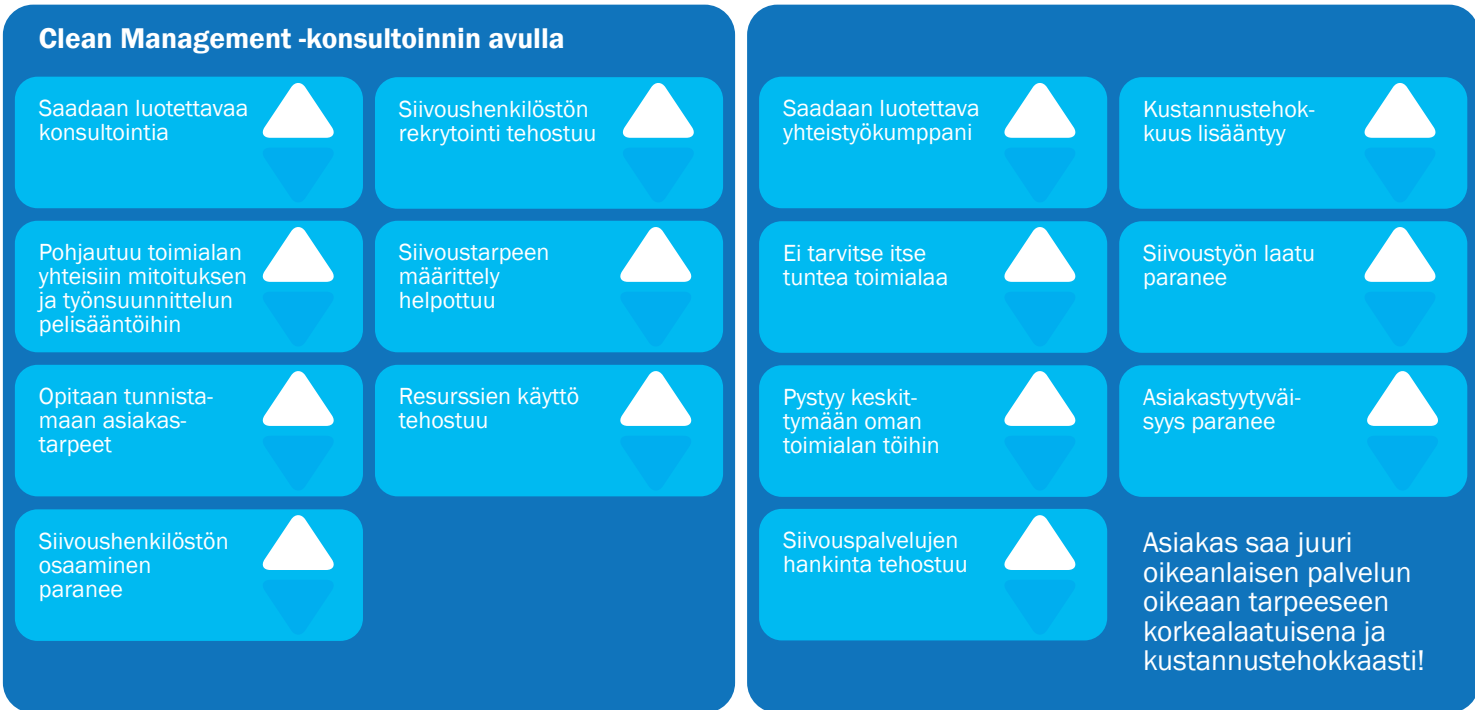 Clean Management -konsultoinnin avulla
Saadaan luotettavaa
konsultointia
Siivoushenkilöstön
rekrytointi tehostuu
Pohjautuu toimialan
yhteisiin mitoituksen
ja työnsuunnittelun
pelisääntöihin
Siivoustarpeen
määrittely
helpottuu
Opitaan tunnista-
maan asiakas-
tarpeet
Resurssien käyttö
tehostuu
Siivoushenkilöstön
osaaminen
paranee
Saadaan luotettava
yhteistyökumppani
Kustannustehok-
kuus lisääntyy
Ei tarvitse itse
tuntea toimialaa
Siivoustyön laatu
paranee
Pystyy keskit-
tymään oman
toimialan töihin
Asiakastyytyväi-
syys paranee
Siivouspalvelujen
hankinta tehostuu
Asiakas saa juuri
oikeanlaisen palvelun
oikeaan tarpeeseen
korkealaatuisena ja
kustannustehokkaasti!